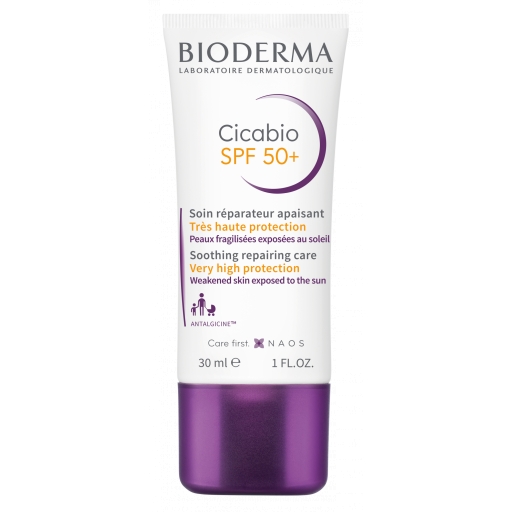 BIODERMA
LABORATOIRE DERMATOLOGIQUE
Cicabio
SPF 50+
Soin réparateur apaisant
Très haute protection
Peaux fragilisées exposées au soleil
Soothing repairing care
Very high protection
Weakened skin exposed to the sun
ANTALGICINE™
Care first. NAOS
30 ml ℮ 1 FL.OZ.